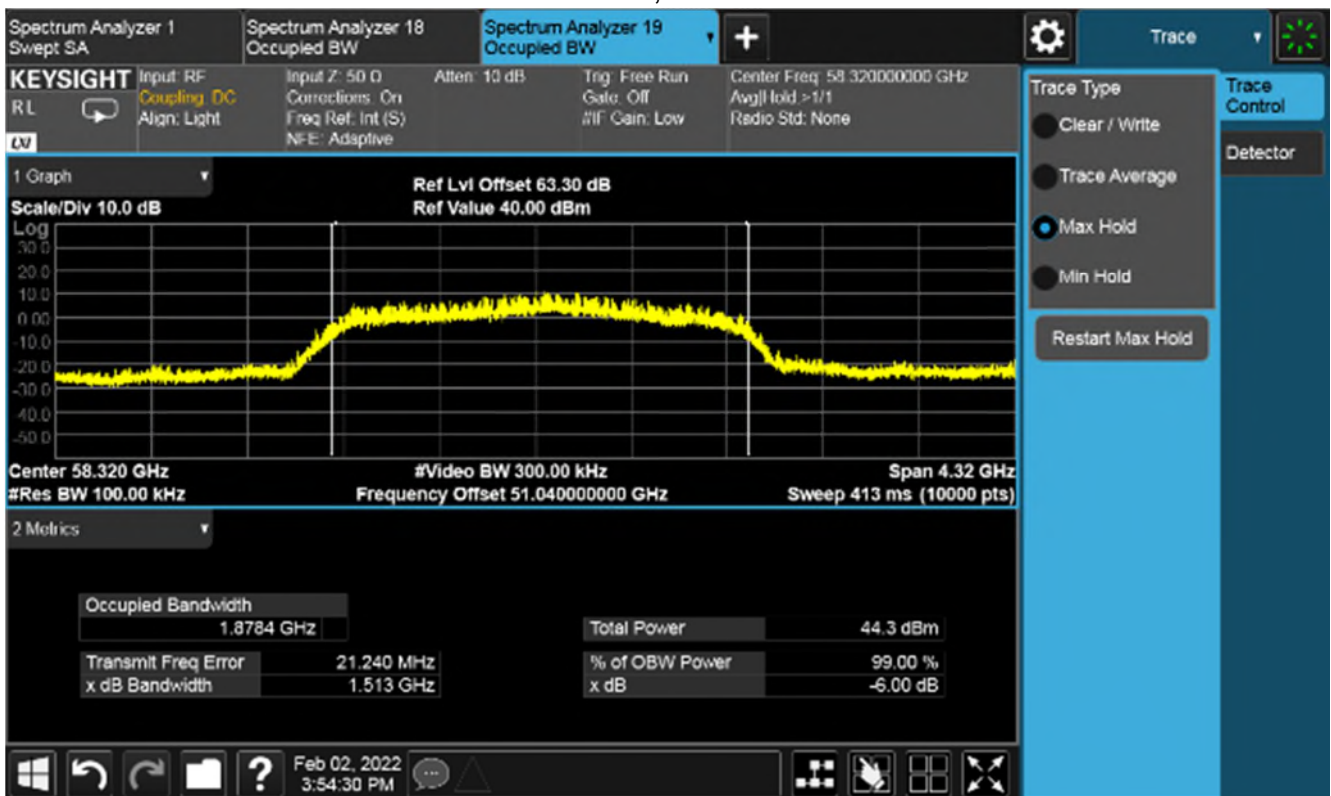 Spectrum Analyzer 1
Swept SA
Spectrum Analyzer 18
Occupied BW
Spectrum Analyzer 19
Occupied BW
Trace
KEYSIGHT
RL
LXI
Input: RF
Coupling: DC
Align: Light
Input Z: 50 Ω
Corrections: On
Freq Ref: Int (S)
NFE: Adaptive
Atten: 10 dB
Trig: Free Run
Gate: Off
#IF Gain: Low
Center Freq: 58.320000000 GHz
Avg|Hold:>1/1
Radio Std: None
Trace Type
Clear / Write
Trace Average
Max Hold
Min Hold
Restart Max Hold
Trace
Control
Detector
1 Graph
Scale/Div 10.0 dB
Ref Lvl Offset 63.30 dB
Ref Value 40.00 dBm
Log
30.0
20.0
10.0
0.00
-10.0
-20.0
-30.0
-40.0
-50.0
Center 58.320 GHz
#Video BW 300.00 kHz
Span 4.32 GHz
#Res BW 100.00 kHz
Frequency Offset 51.040000000 GHz
Sweep 413 ms (10000 pts)
2 Metrics
Occupied Bandwidth
1.8784 GHz
Total Power 44.3 dBm
Transmit Freq Error 21.240 MHz
% of OBW Power 99.00 %
x dB Bandwidth 1.513 GHz
x dB -6.00 dB
?
Feb 02, 2022
3:54:30 PM